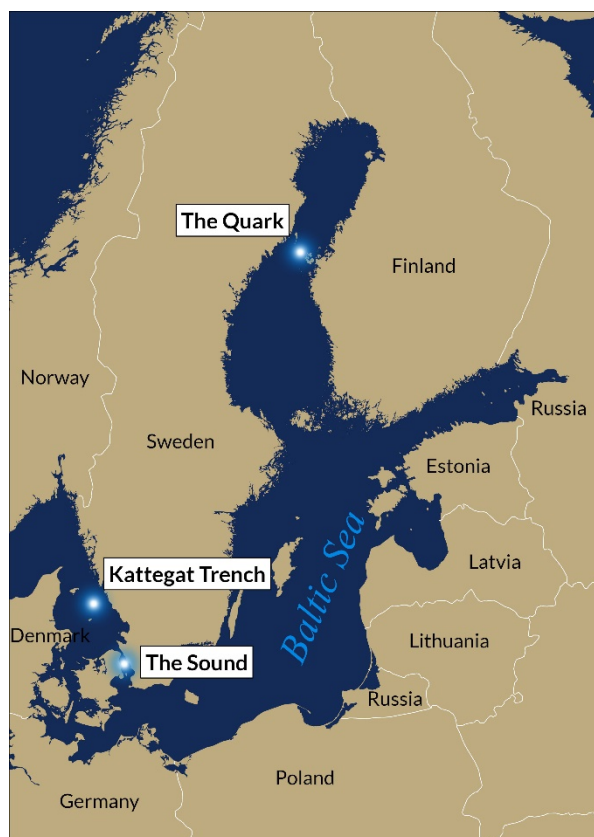 The Quark
Finland
Norway
Russia
Sweden
Estonia
Baltic Sea
Latvia
Kattegat Trench
Denmark
Lithuania
The Sound
Russia
Poland
Germany